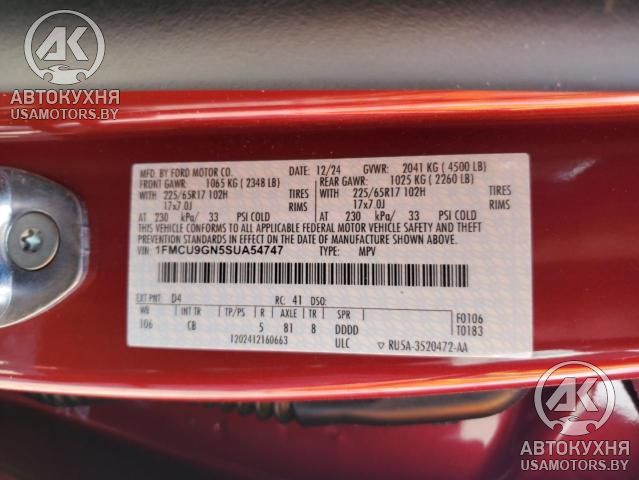 АК
АВТОКУХНЯ
USAMOTORS.BY
MFD. BY FORD MOTOR CO. DATE: 12/24 GVWR: 2041 KG ( 4500 LB)
FRONT GAWR: 1065 KG ( 2348 LB) REAR GAWR: 1025 KG ( 2260 LB)
WITH 225/65R17 102H TIRES WITH 225/65R17 102H TIRES
17x7.0J RIMS 17x7.0J RIMS
AT 230 kPa/ 33 PSI COLD AT 230 kPa/ 33 PSI COLD
THIS VEHICLE CONFORMS TO ALL APPLICABLE FEDERAL MOTOR VEHICLE
SAFETY AND THEFT PREVENTION STANDARDS IN EFFECT ON THE DATE OF MANUFACTURE SHOWN ABOVE.
VIN: 1FMCU9GN5SUA54747 TYPE: MPV
EXT PNT: D4 RC: 41 DSO:
WB INT TR TP/PS R AXLE TR SPR F0106
106 CB 5 81 8 DDDD T0183
1202412160663 ULC RU5A-3520472-AA
АК
АВТОКУХНЯ
USAMOTORS.BY